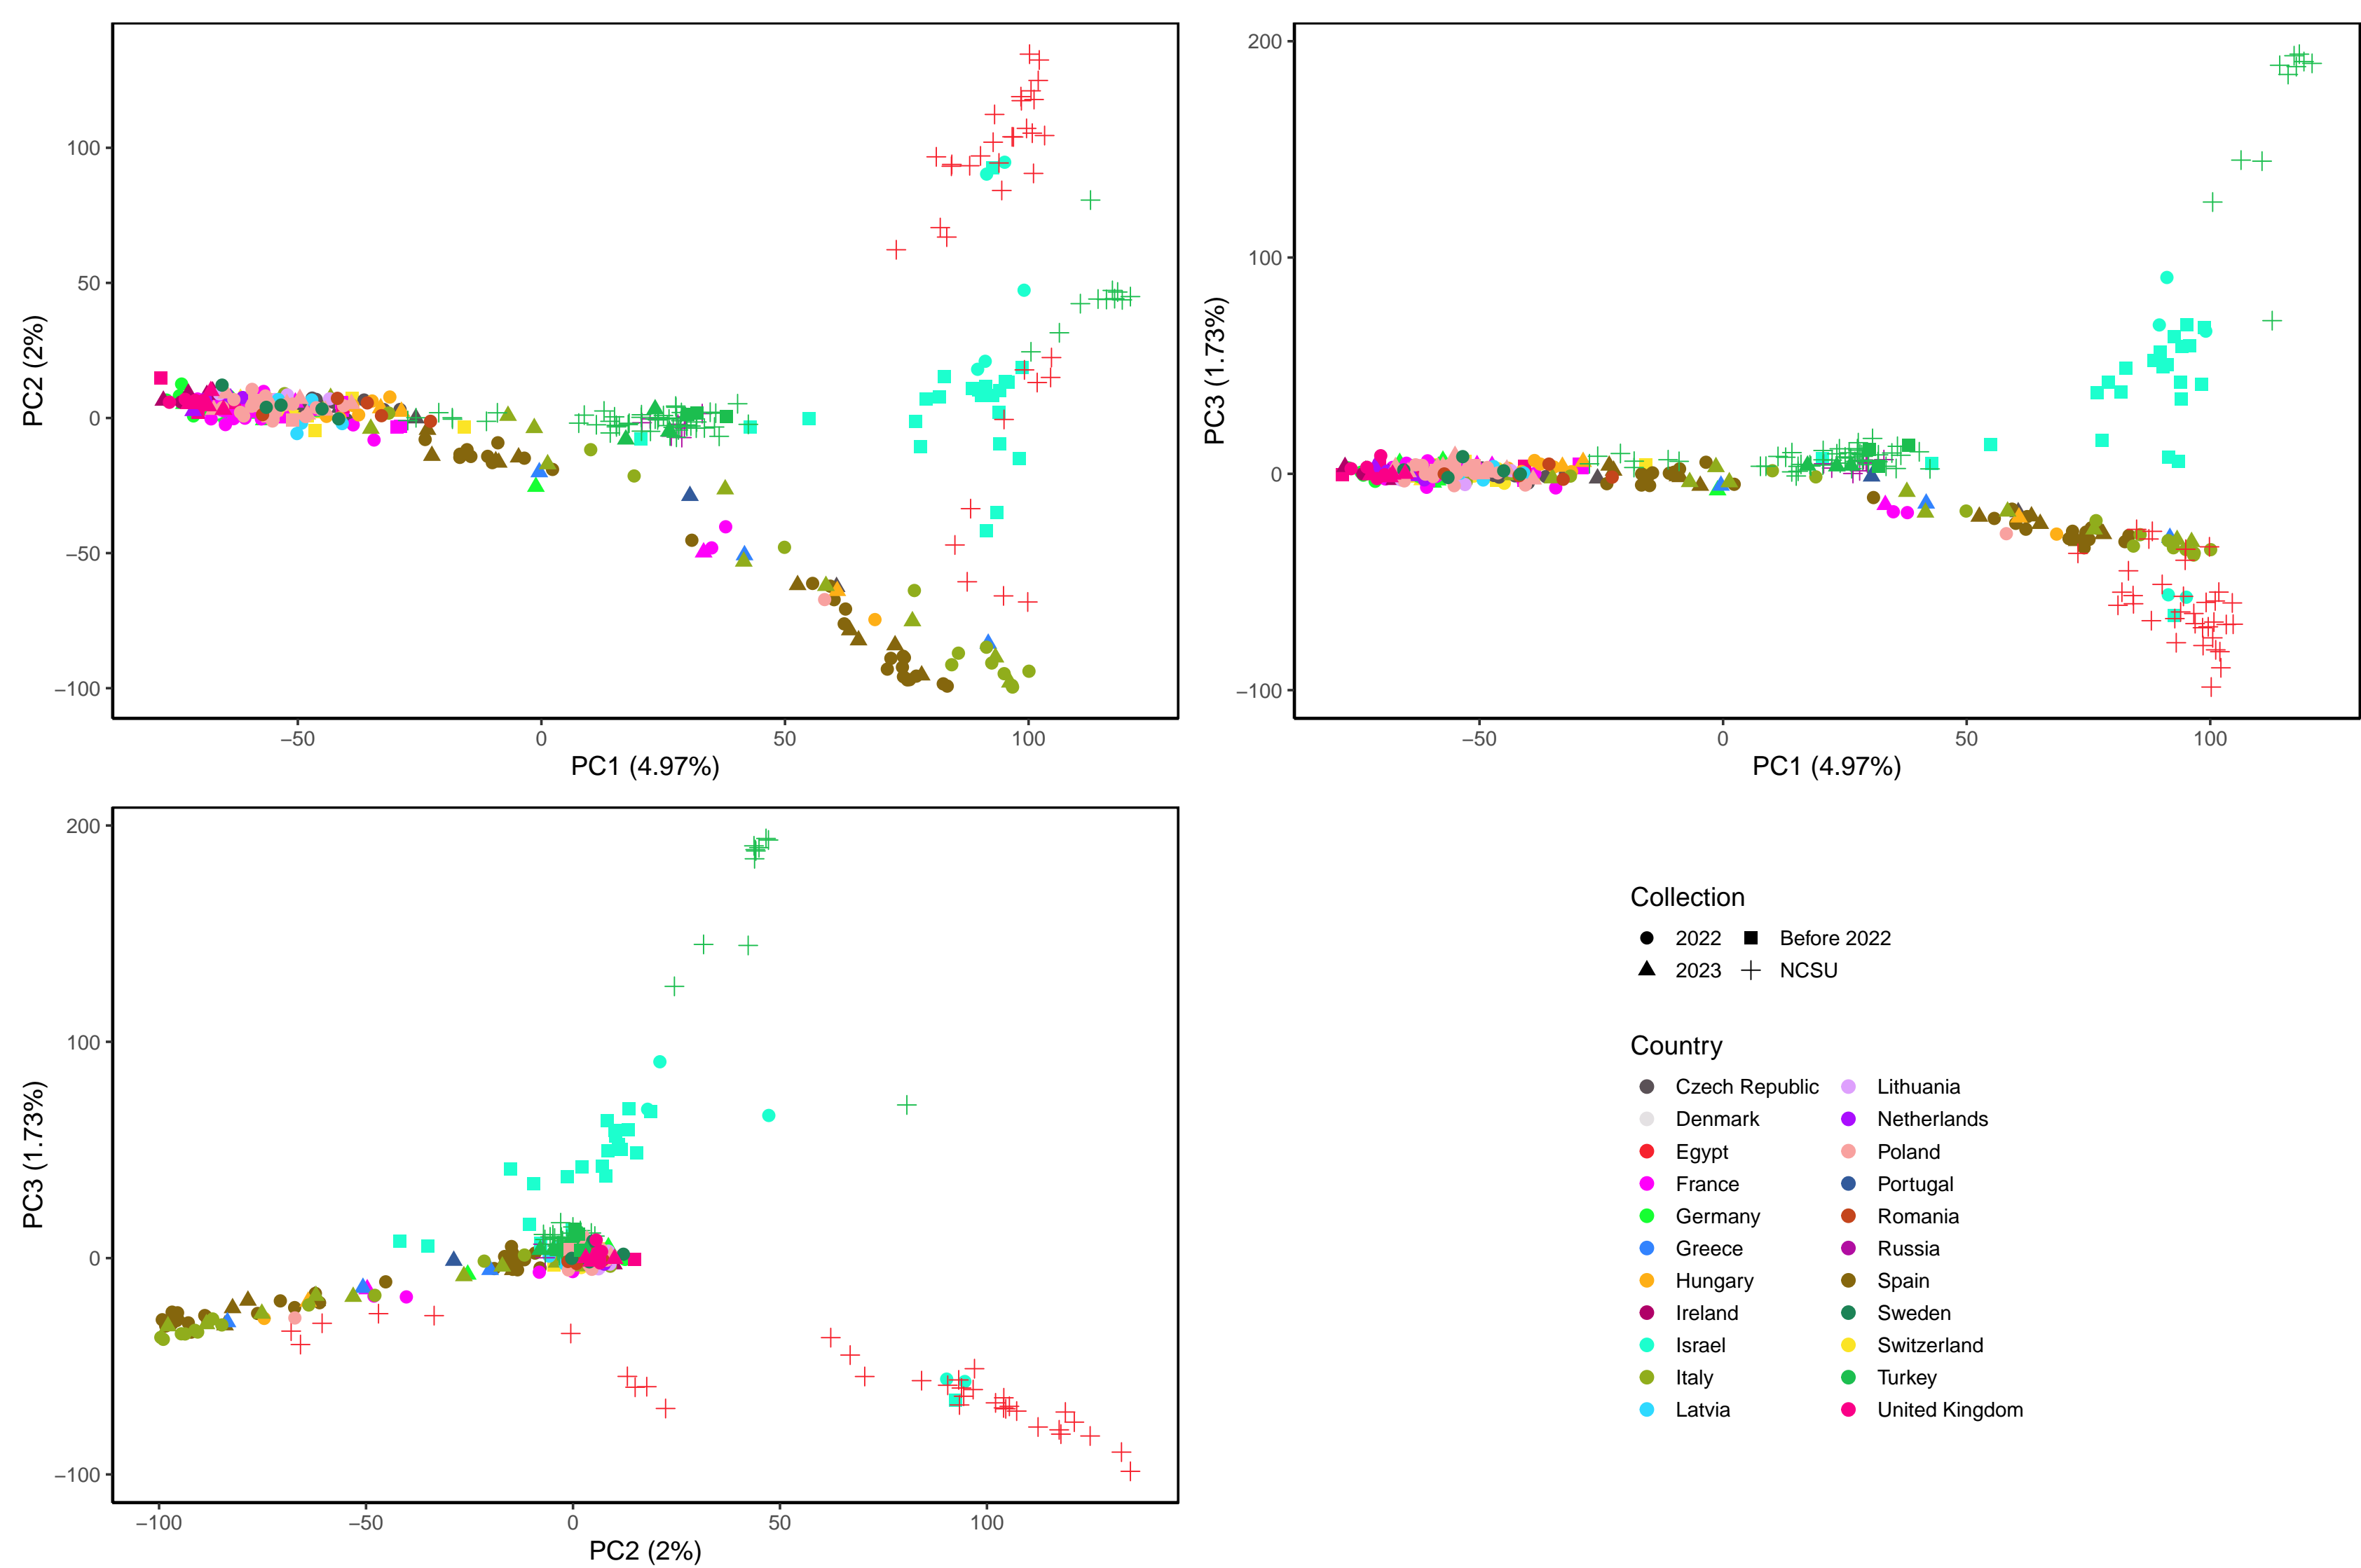 100
50
0
−50
−100
PC2 (2%)
−50 0 50 100
PC1 (4.97%)
200
100
0
−100
PC3 (1.73%)
−50 0 50 100
PC1 (4.97%)
200
100
0
−100
PC3 (1.73%)
−100 −50 0 50 100
PC2 (2%)
Collection
2022 Before 2022
2023 NCSU
Country
Czech Republic Lithuania
Denmark Netherlands
Egypt Poland
France Portugal
Germany Romania
Greece Russia
Hungary Spain
Ireland Sweden
Israel Switzerland
Italy Turkey
Latvia United Kingdom